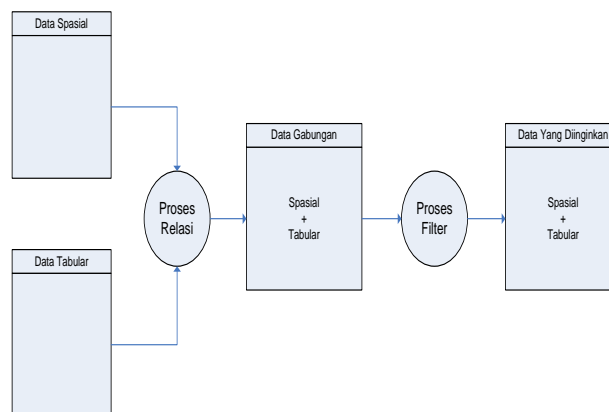 Data Spasial
Data Gabungan
Data Yang Diinginkan
Proses
Relasi
Spasial
+
Tabular
Proses
Filter
Spasial
+
Tabular
Data Tabular